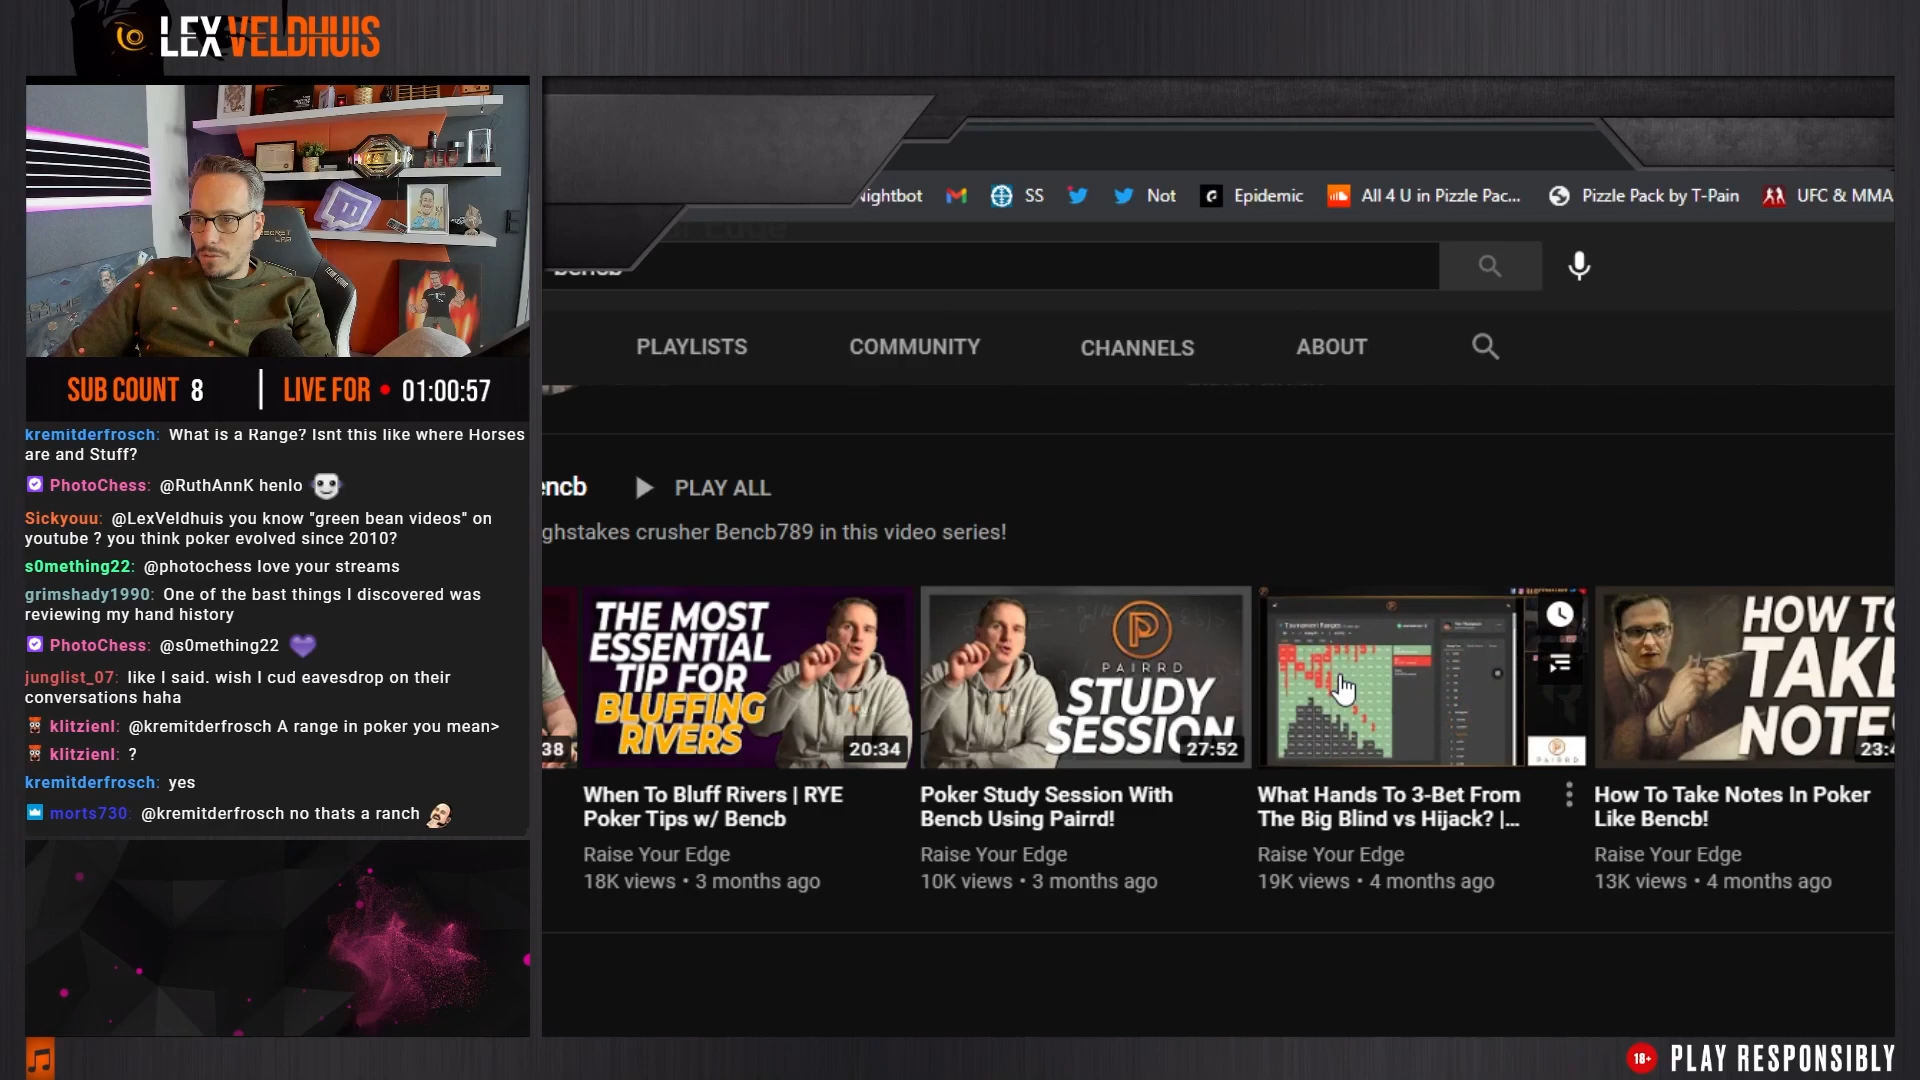 LEXVELDHUIS
SUB COUNT 8
LIVE FOR 01:00:57
kremitderfrosch: What is a Range? Isnt this like where Horses
are and Stuff?
PhotoChess: @RuthAnnK henlo
Sickyouu: @LexVeldhuis you know "green bean videos" on
youtube ? you think poker evolved since 2010?
s0mething22: @photochess love your streams
grimshady1990: One of the bast things I discovered was
reviewing my hand history
PhotoChess: @s0mething22
junglist_07: like I said. wish I cud eavesdrop on their
conversations haha
klitzienl: @kremitderfrosch A range in poker you mean>
klitzienl: ?
kremitderfrosch: yes
morts730: @kremitderfrosch no thats a ranch
Nightbot
SS
Not
Epidemic
All 4 U in Pizzle Pac...
Pizzle Pack by T-Pain
UFC & MMA
bencb
PLAYLISTS
COMMUNITY
CHANNELS
ABOUT
encb
PLAY ALL
ghstakes crusher Bencb789 in this video series!
38
THE MOST
ESSENTIAL
TIP FOR
BLUFFING
RIVERS
20:34
PAIRRD
STUDY
SESSION
27:52
Tournament Ranges
PAIRRD
HOW TO
TAKE
NOTES
23:4
When To Bluff Rivers | RYE
Poker Tips w/ Bencb
Raise Your Edge
18K views • 3 months ago
Poker Study Session With
Bencb Using Pairrd!
Raise Your Edge
10K views • 3 months ago
What Hands To 3-Bet From
The Big Blind vs Hijack? |...
Raise Your Edge
19K views • 4 months ago
How To Take Notes In Poker
Like Bencb!
Raise Your Edge
13K views • 4 months ago
18+ PLAY RESPONSIBLY